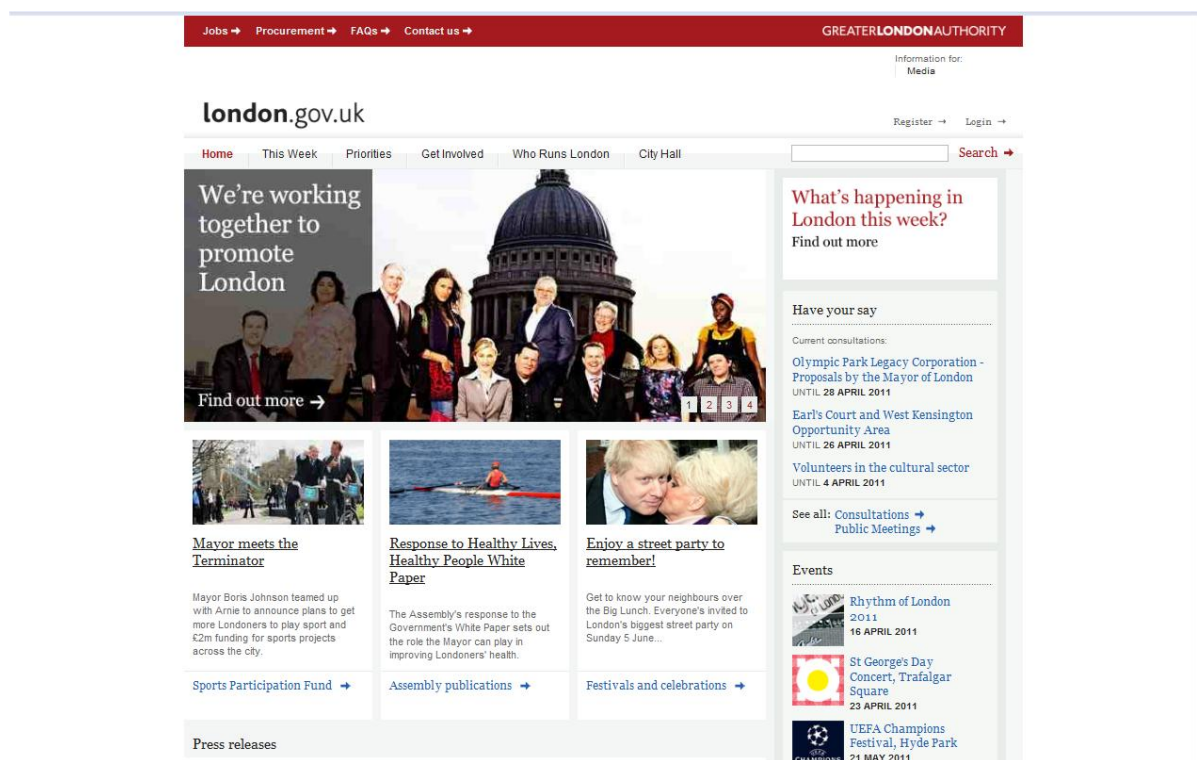 Jobs ➔ Procurement ➔ FAQs ➔ Contact us ➔
GREATERLONDONAUTHORITY
Information for:
Media
london.gov.uk
Register → Login →
Home This Week Priorities Get Involved Who Runs London City Hall
Search ➔
We're working
together to
promote
London
Find out more →
1 2 3 4
What's happening in
London this week?
Find out more
Have your say
Current consultations:
Olympic Park Legacy Corporation -
Proposals by the Mayor of London
UNTIL 28 APRIL 2011
Earl's Court and West Kensington
Opportunity Area
UNTIL 26 APRIL 2011
Volunteers in the cultural sector
UNTIL 4 APRIL 2011
See all: Consultations ➔
Public Meetings ➔
Mayor meets the
Terminator
Mayor Boris Johnson teamed up
with Arnie to announce plans to get
more Londoners to play sport and
£2m funding for sports projects
across the city.
Sports Participation Fund ➔
Response to Healthy Lives,
Healthy People White
Paper
The Assembly's response to the
Government's White Paper sets out
the role the Mayor can play in
improving Londoners' health.
Assembly publications ➔
Enjoy a street party to
remember!
Get to know your neighbours over
the Big Lunch. Everyone's invited to
London's biggest street party on
Sunday 5 June...
Festivals and celebrations ➔
Events
Rhythm of London
2011
16 APRIL 2011
St George's Day
Concert, Trafalgar
Square
23 APRIL 2011
UEFA Champions
Festival, Hyde Park
21 MAY 2011
Press releases